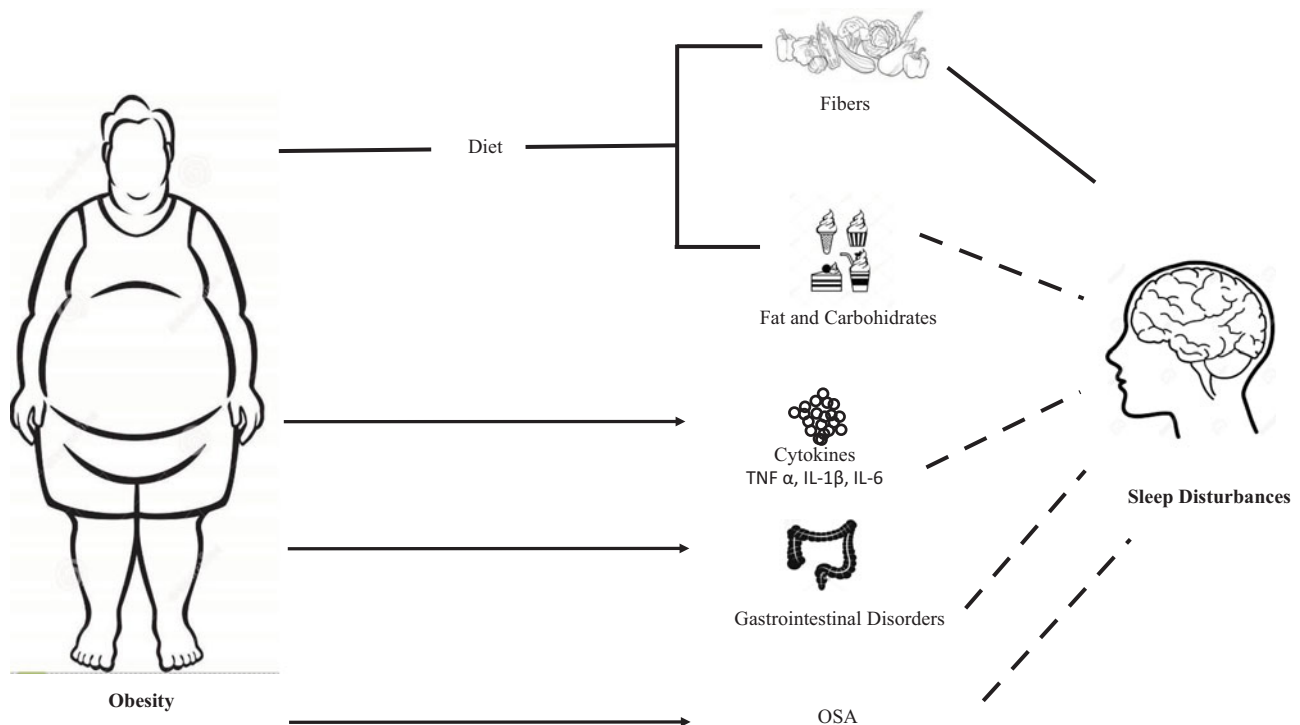 Fibers
Diet
Fat and Carbohidrates
Cytokines
TNF α, IL-1β, IL-6
Sleep Disturbances
Gastrointestinal Disorders
Obesity
OSA